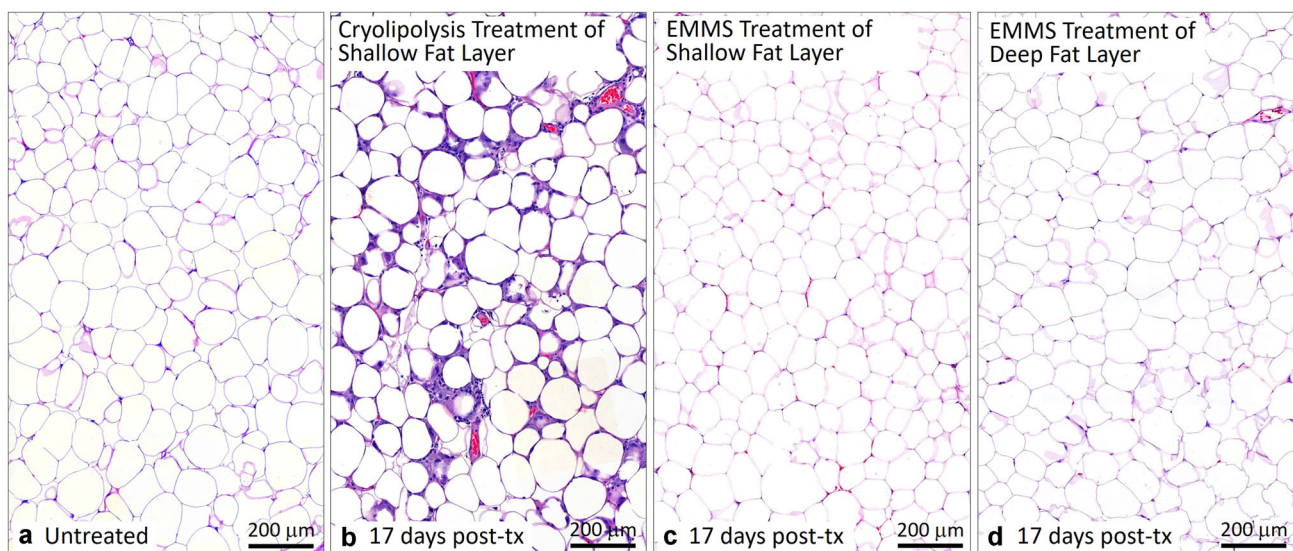 Cryolipolysis Treatment of
Shallow Fat Layer
EMMS Treatment of
Shallow Fat Layer
EMMS Treatment of
Deep Fat Layer
a Untreated
200 µm
b 17 days post-tx
200 µm
c 17 days post-tx
200 µm
d 17 days post-tx
200 µm